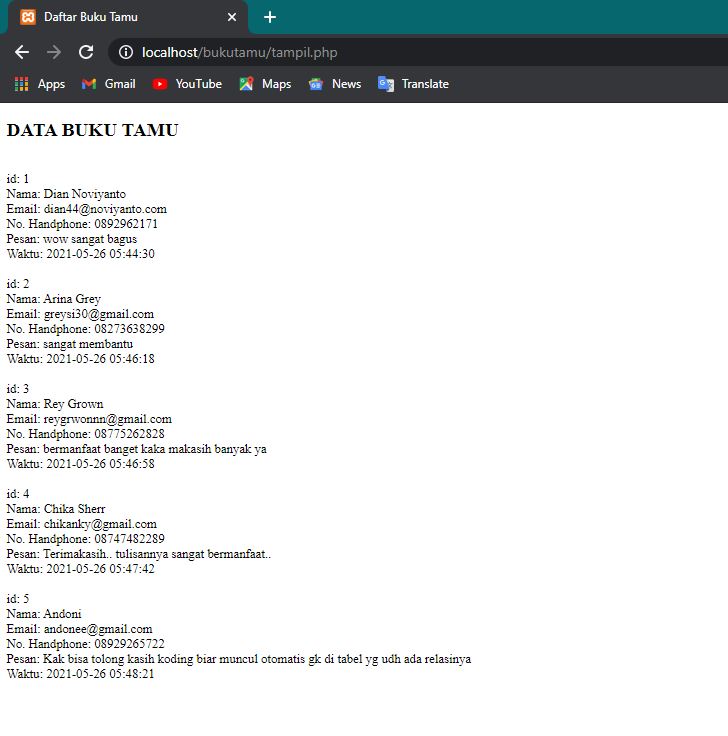 Daftar Buku Tamu
localhost/bukutamu/tampil.php
Apps Gmail YouTube Maps News Translate
DATA BUKU TAMU
id: 1
Nama: Dian Noviyanto
Email: dian44@noviyanto.com
No. Handphone: 0892962171
Pesan: wow sangat bagus
Waktu: 2021-05-26 05:44:30
id: 2
Nama: Arina Grey
Email: greysi30@gmail.com
No. Handphone: 08273638299
Pesan: sangat membantu
Waktu: 2021-05-26 05:46:18
id: 3
Nama: Rey Grown
Email: reygrwonnn@gmail.com
No. Handphone: 08775262828
Pesan: bermanfaat banget kaka makasih banyak ya
Waktu: 2021-05-26 05:46:58
id: 4
Nama: Chika Sherr
Email: chikanky@gmail.com
No. Handphone: 08747482289
Pesan: Terimakasih.. tulisannya sangat bermanfaat..
Waktu: 2021-05-26 05:47:42
id: 5
Nama: Andoni
Email: andonee@gmail.com
No. Handphone: 08929265722
Pesan: Kak bisa tolong kasih koding biar muncul otomatis gk di tabel yg udh ada relasinya
Waktu: 2021-05-26 05:48:21